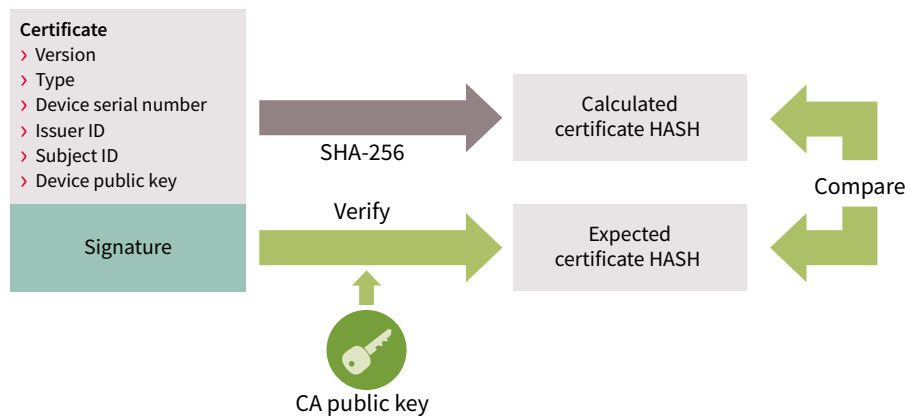 Certificate
› Version
› Type
› Device serial number
› Issuer ID
› Subject ID
› Device public key
Signature
SHA-256
Verify
CA public key
Calculated
certificate HASH
Expected
certificate HASH
Compare